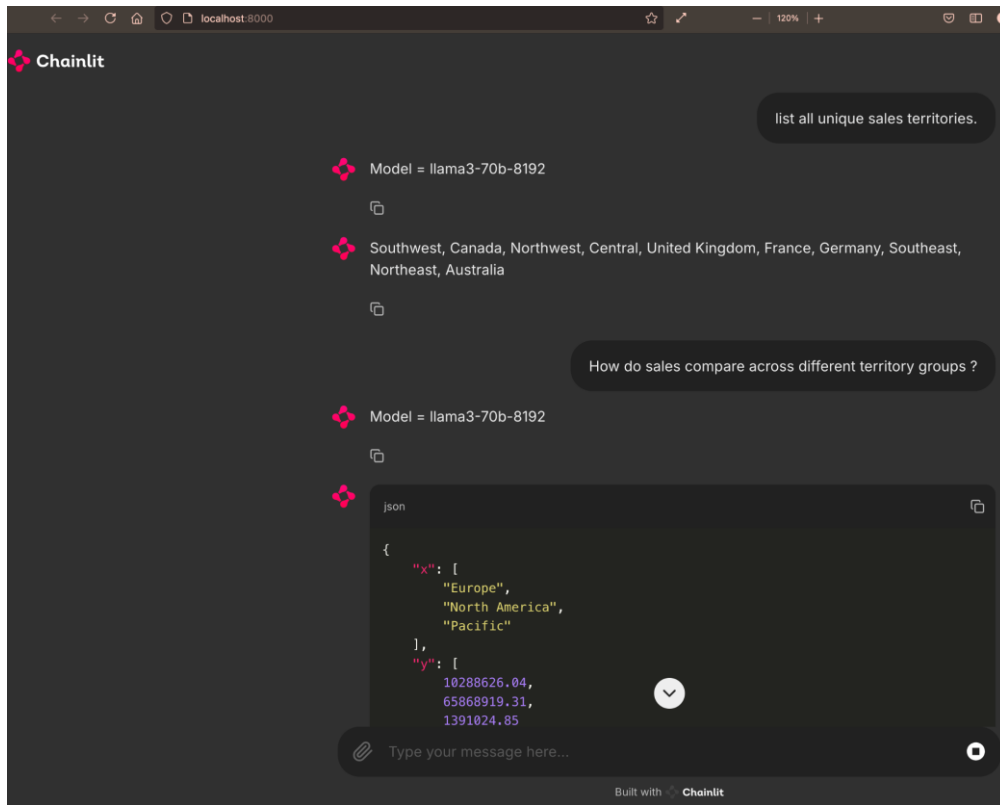 localhost:8000
120%
Chainlit
list all unique sales territories.
Model = llama3-70b-8192
Southwest, Canada, Northwest, Central, United Kingdom, France, Germany, Southeast,
Northeast, Australia
How do sales compare across different territory groups ?
Model = llama3-70b-8192
json
{
"x": [
"Europe",
"North America",
"Pacific"
],
"y": [
10288626.04,
65868919.31,
1391024.85
Type your message here...
Built with Chainlit